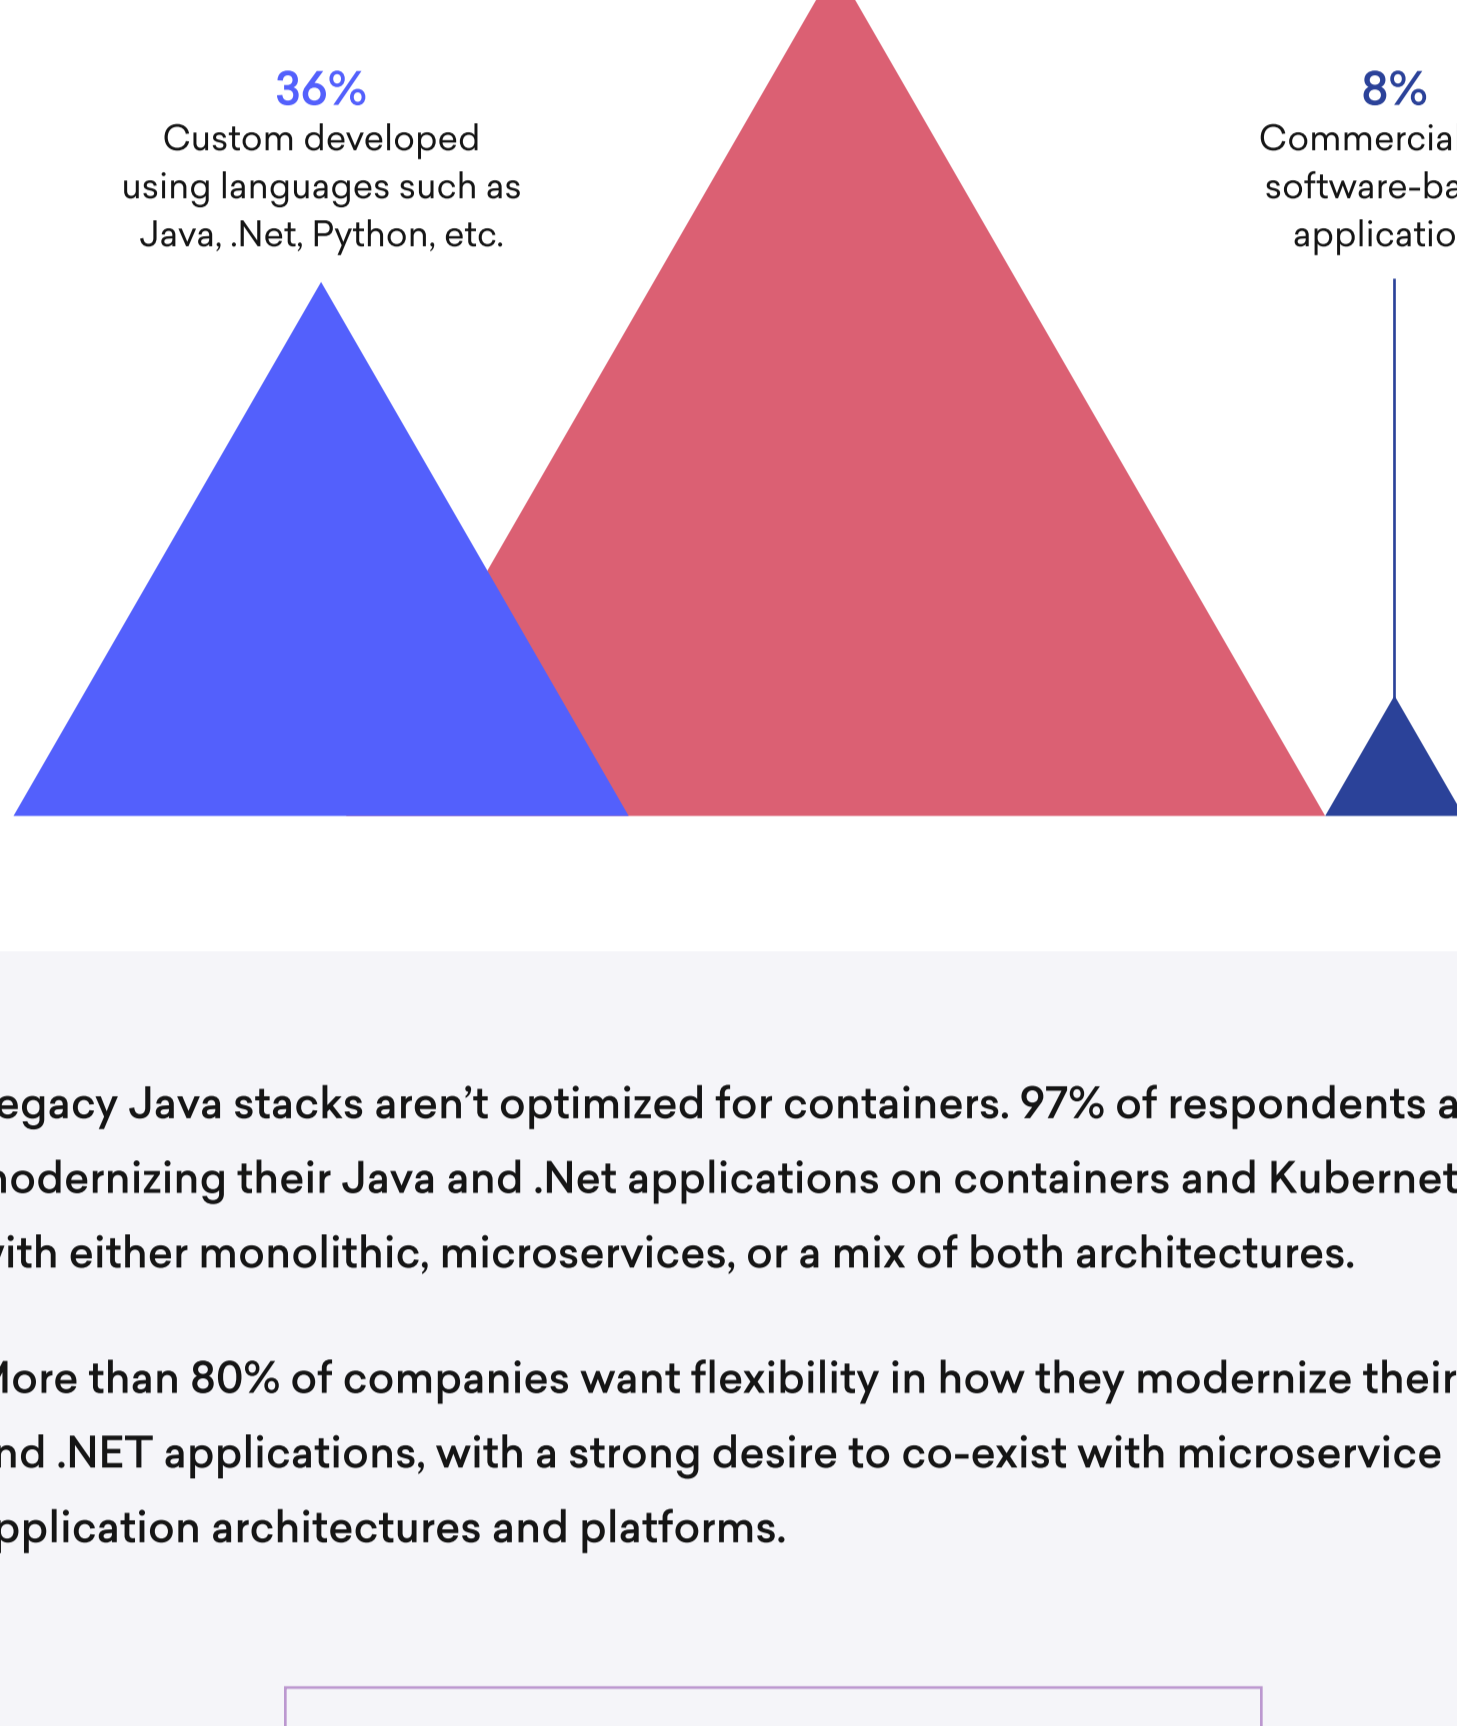 36%
Custom developed
using languages such as
Java, .Net, Python, etc.
8%
Commercial
software-ba
applicatio
egacy Java stacks aren’t optimized for containers. 97% of respondents a
odernizing their Java and .Net applications on containers and Kubernet
ith either monolithic, microservices, or a mix of both architectures.
More than 80% of companies want flexibility in how they modernize their
nd .NET applications, with a strong desire to co-exist with microservice
pplication architectures and platforms.